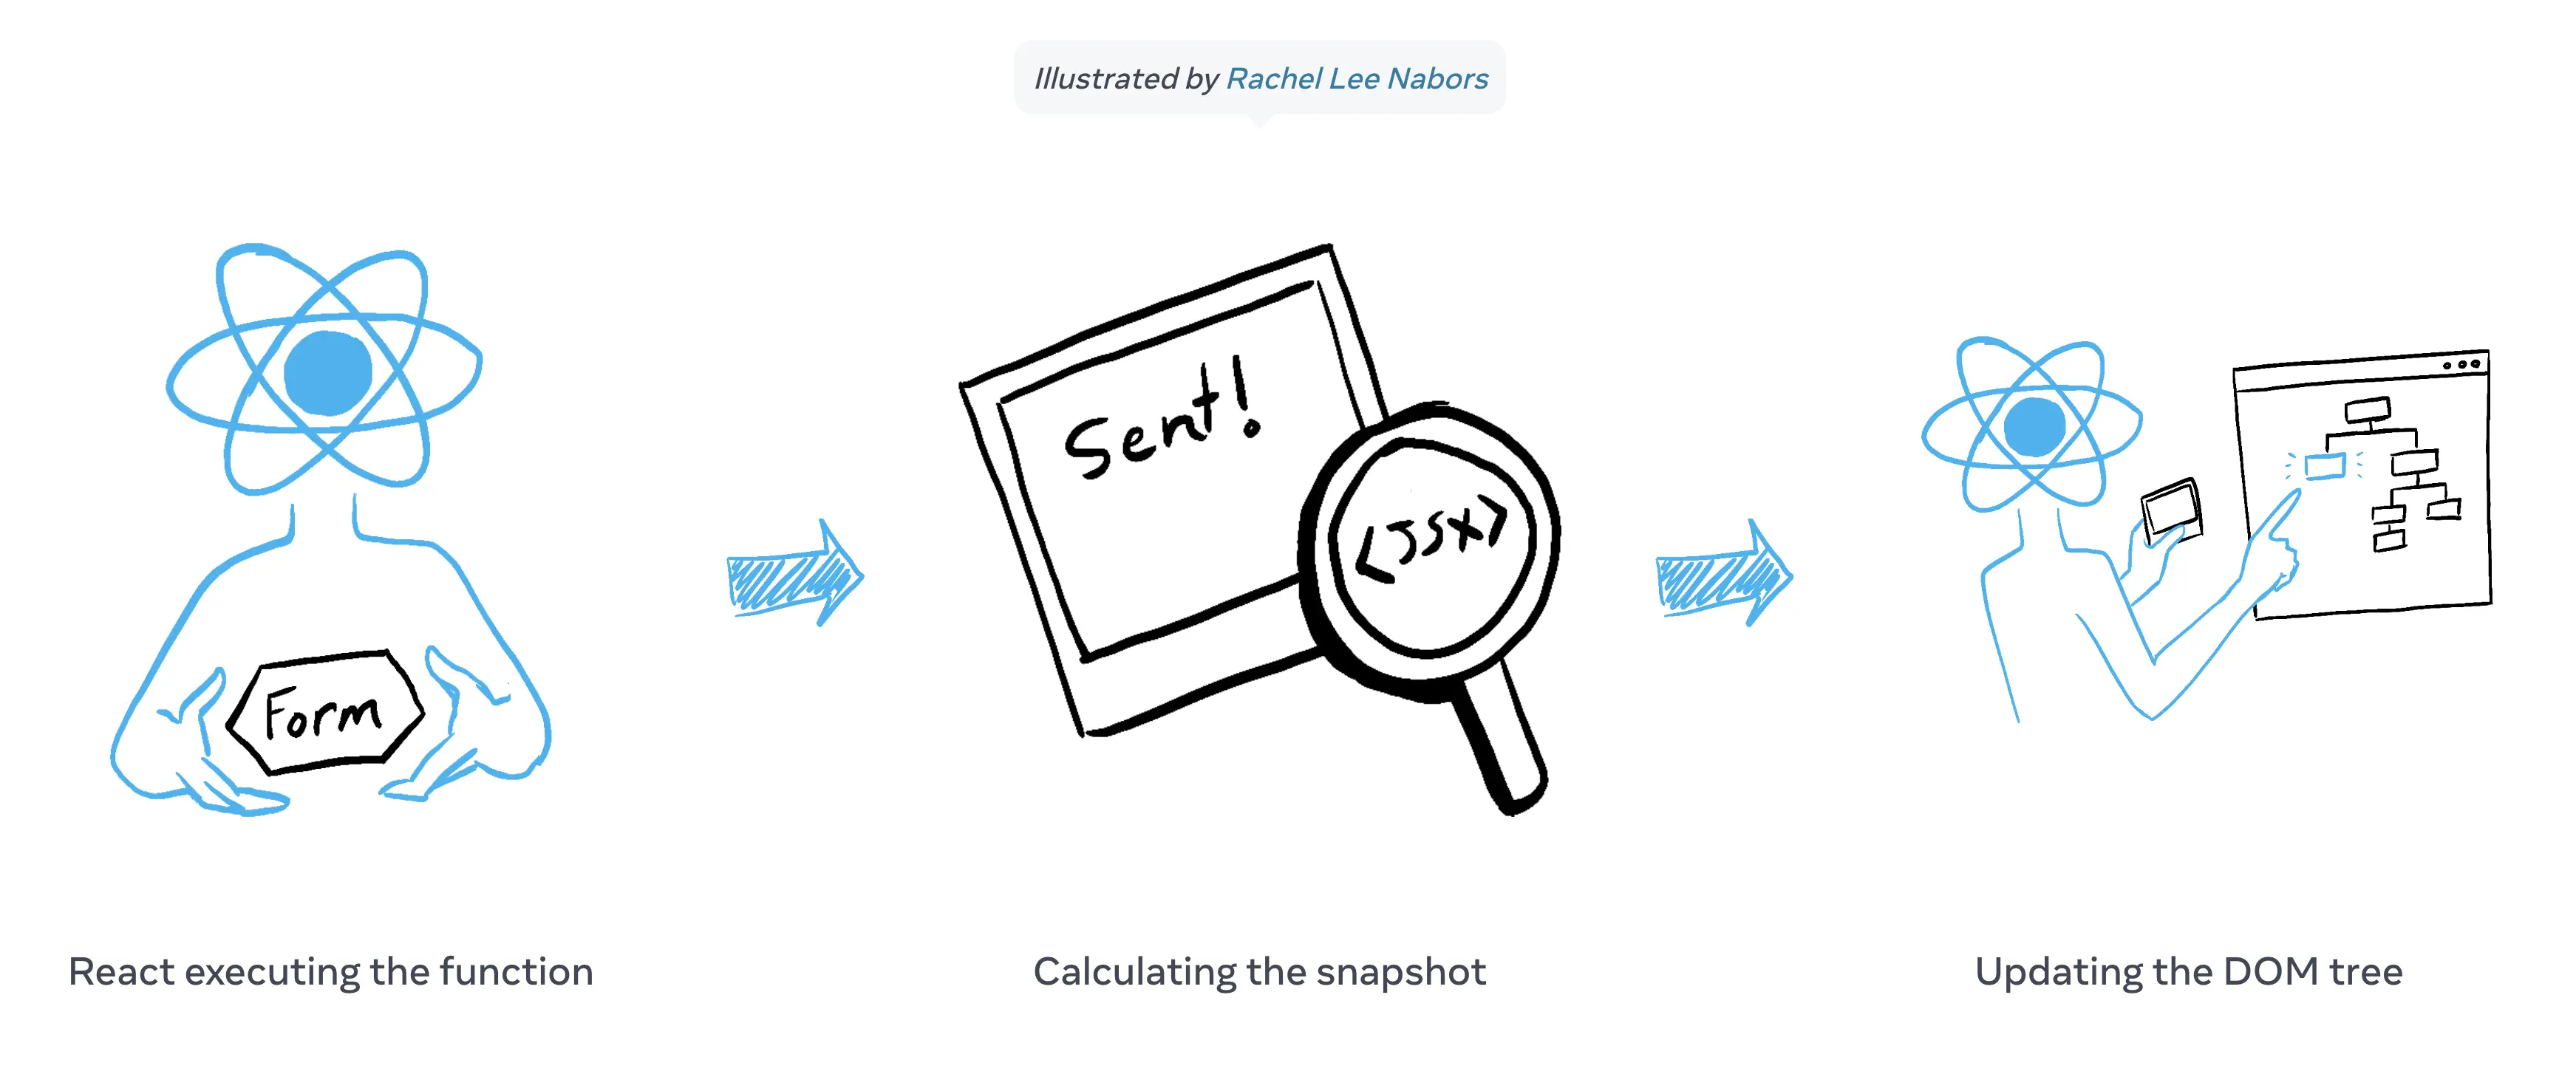 Illustrated by Rachel Lee Nabors
Form
Sent!
<JSX>
React executing the function
Calculating the snapshot
Updating the DOM tree